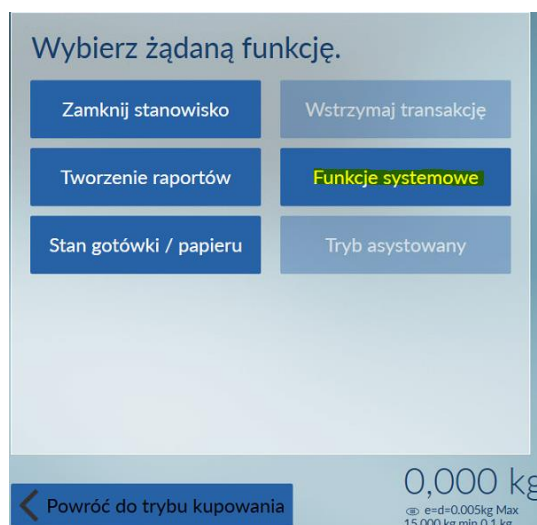 Wybierz żądaną funkcję.
Zamknij stanowisko
Wstrzymaj transakcję
Tworzenie raportów
Funkcje systemowe
Stan gotówki / papieru
Tryb asystowany
Powróć do trybu kupowania
0,000 kg
e=d=0.005kg Max
15,000 kg min 0,1 kg